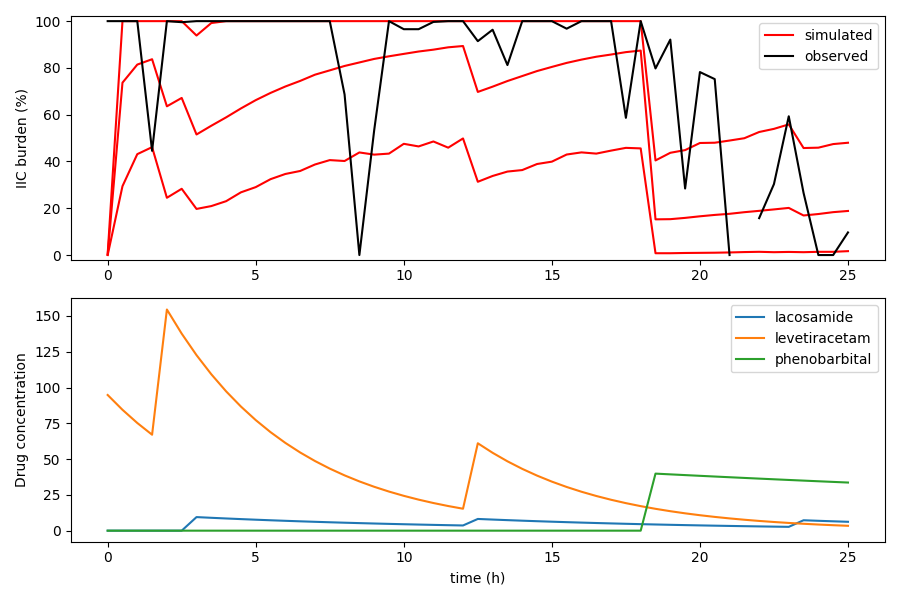 100
80
60
40
20
0
IIC burden (%)
simulated
observed
0 5 10 15 20 25
150
125
100
75
50
25
0
Drug concentration
lacosamide
levetiracetam
phenobarbital
0 5 10 15 20 25
time (h)